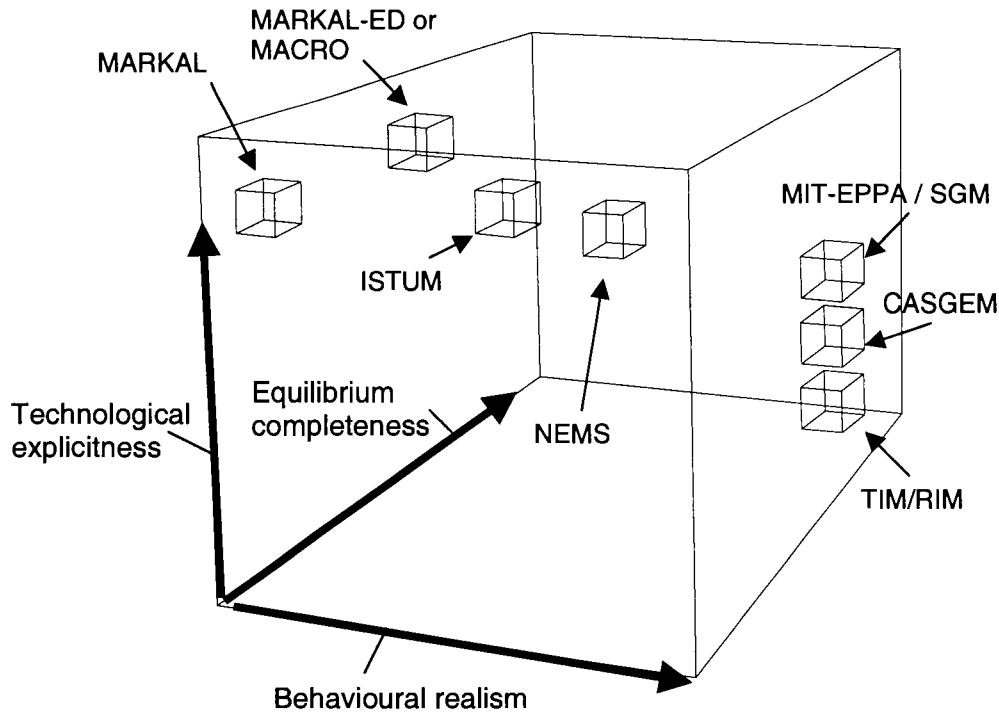 MARKAL-ED or
MACRO
MARKAL
MIT-EPPA / SGM
ISTUM
CASGEM
Equilibrium
completeness
Technological
explicitness
NEMS
TIM/RIM
Behavioural realism